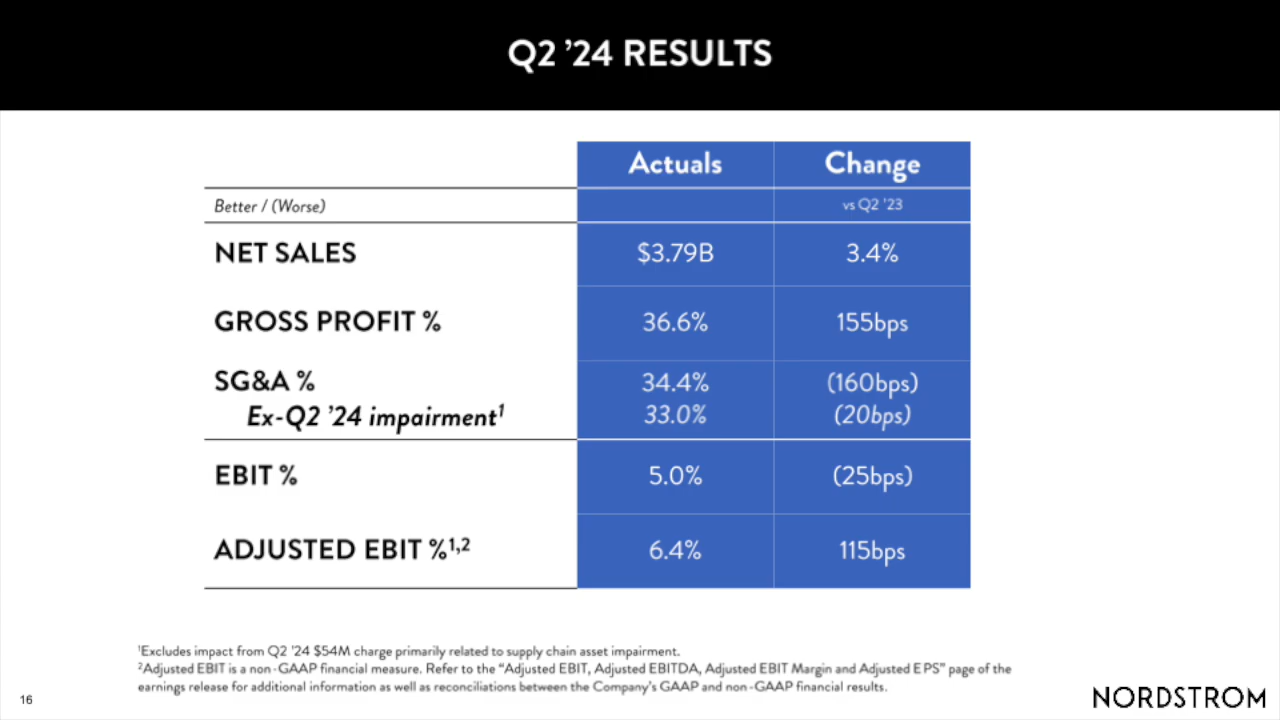 Q2 ’24 RESULTS
Actuals Change
Better / (Worse) vs Q2 ’23
NET SALES $3.79B 3.4%
GROSS PROFIT % 36.6% 155bps
SG&A % 34.4% (160bps)
Ex-Q2 ’24 impairment¹ 33.0% (20bps)
EBIT % 5.0% (25bps)
ADJUSTED EBIT %¹,² 6.4% 115bps
¹Excludes impact from Q2 ’24 $54M charge primarily related to supply chain asset impairment.
²Adjusted EBIT is a non-GAAP financial measure. Refer to the “Adjusted EBIT, Adjusted EBITDA, Adjusted EBIT Margin and Adjusted EPS” page of the
earnings release for additional information as well as reconciliations between the Company’s GAAP and non-GAAP financial results.
16
NORDSTROM